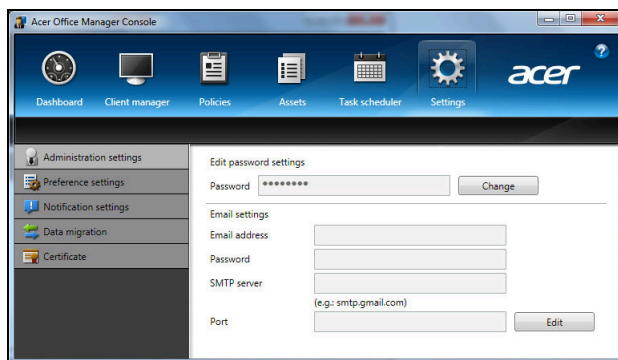 Acer Office Manager Console
?
acer
Dashboard Client manager Policies Assets Task scheduler Settings
Administration settings
Preference settings
Notification settings
Data migration
Certificate
Edit password settings
Password ******** Change
Email settings
Email address
Password
SMTP server
(e.g.: smtp.gmail.com)
Port Edit